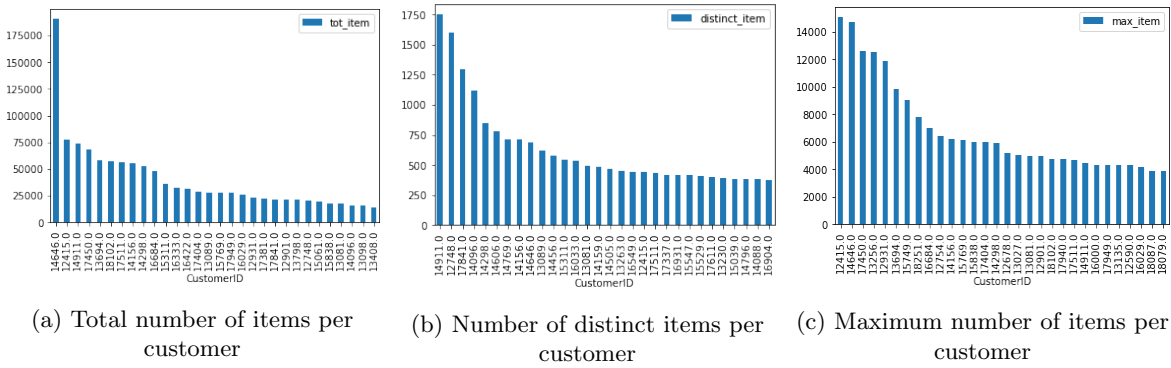 tot_item
175000
150000
125000
100000
75000
50000
25000
0
14646.0 12415.0 14911.0 17450.0 13694.0 18102.0 17511.0 14156.0 14298.0 16684.0 15311.0 16333.0 16422.0 17404.0 13089.0 15769.0 17949.0 16029.0 12931.0 17381.0 17841.0 12901.0 13798.0 12748.0 15061.0 15838.0 13081.0 14096.0 13098.0 13408.0
CustomerID
(a) Total number of items per
customer
distinct_item
1750
1500
1250
1000
750
500
250
0
14911.0 12748.0 17841.0 14096.0 14298.0 14606.0 14769.0 14156.0 14646.0 13089.0 14456.0 15311.0 16033.0 13081.0 14159.0 14505.0 12633.0 16549.0 15245.0 17511.0 17337.0 16931.0 15547.0 15529.0 17611.0 13230.0 15039.0 14796.0 14088.0 16904.0
CustomerID
(b) Number of distinct items per
customer
max_item
14000
12000
10000
8000
6000
4000
2000
0
12415.0 14646.0 17450.0 13256.0 12931.0 13694.0 15749.0 18251.0 16684.0 12754.0 14156.0 15769.0 15838.0 17404.0 14298.0 12678.0 13027.0 13081.0 12901.0 18102.0 17940.0 17511.0 14911.0 16000.0 17949.0 13135.0 12590.0 16029.0 18087.0 18079.0
CustomerID
(c) Maximum number of items per
customer